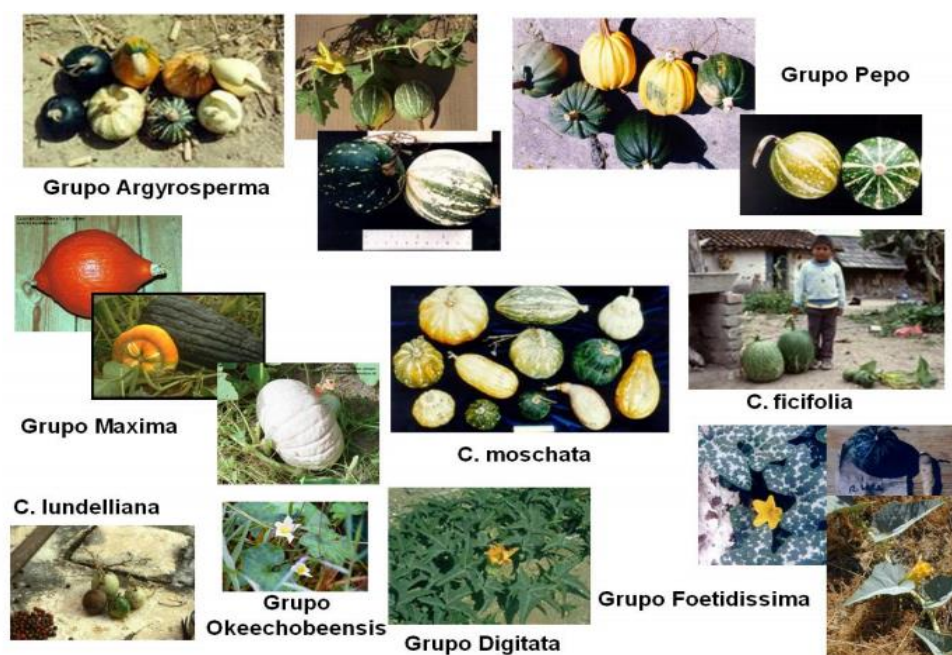 Grupo Pepo
Grupo Argyrosperma
C. ficifolia
Grupo Maxima
C. moschata
C. lundelliana
Grupo
Okeechobeensis
Grupo Foetidissima
Grupo Digitata